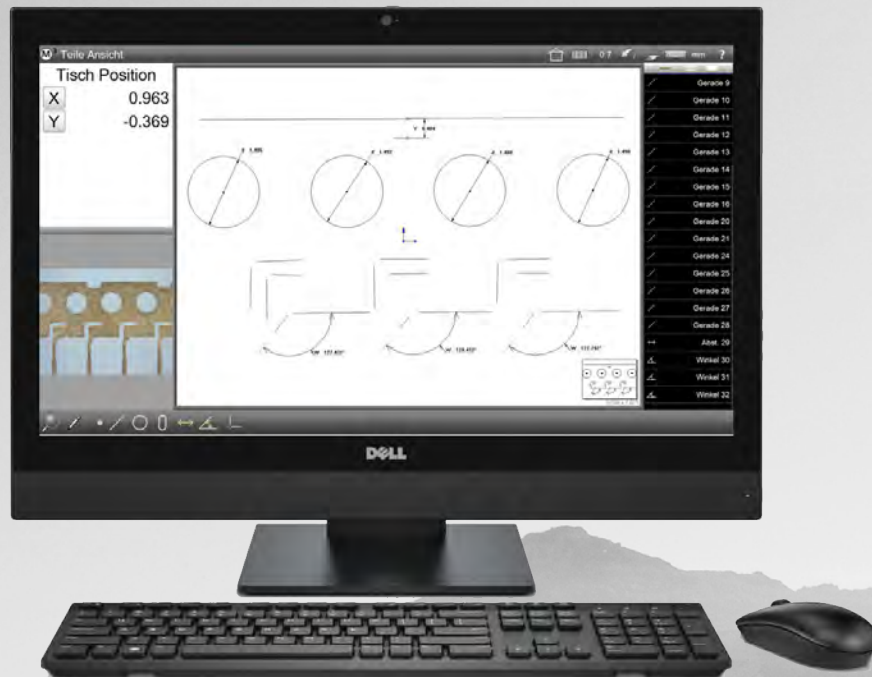 M Teile Ansicht
mm ?
Tisch Position
X 0.963
Y -0.369
Gerade 9
Gerade 10
Gerade 11
Gerade 12
Gerade 13
Gerade 14
Gerade 15
Gerade 16
Gerade 20
Gerade 21
Gerade 24
Gerade 25
Gerade 26
Gerade 27
Gerade 28
Abst. 29
Winkel 30
Winkel 31
Winkel 32
DELL